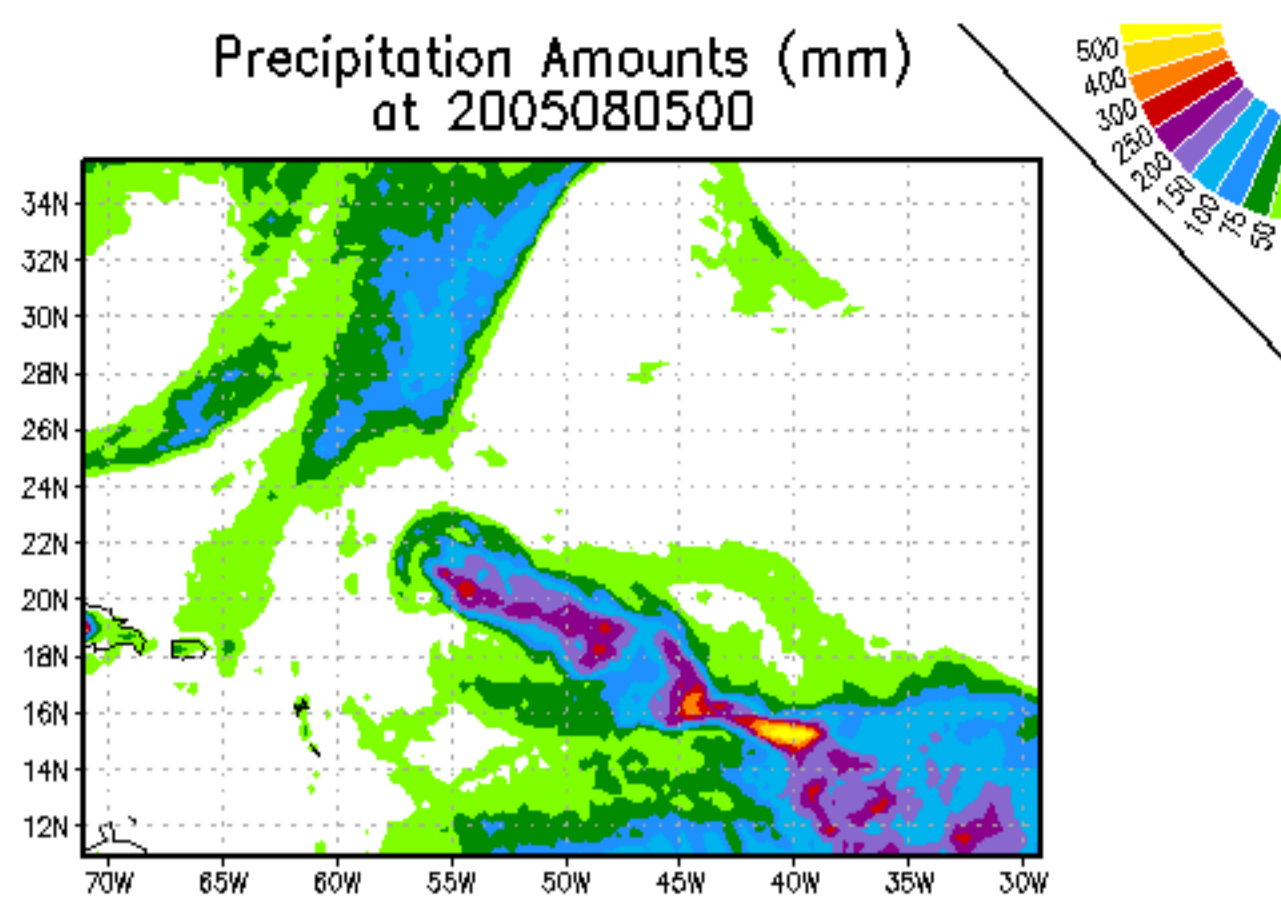 Precipitation Amounts (mm)
at 2005080500
500
400
300
250
200
150
100
75
50
34N
32N
30N
28N
26N
24N
22N
20N
18N
16N
14N
12N
70W 65W 60W 55W 50W 45W 40W 35W 30W